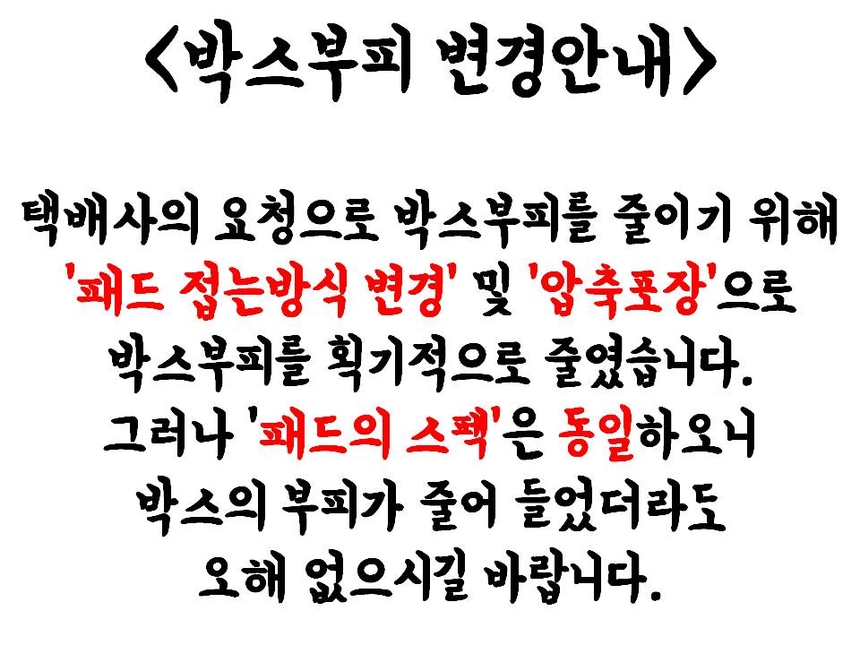 <박스부피 변경안내>
택배사의 요청으로 박스부피를 줄이기 위해
'패드 접는방식 변경' 및 '압축포장'으로
박스부피를 획기적으로 줄였습니다.
그러나 '패드의 스팩'은 동일하오니
박스의 부피가 줄어 들었더라도
오해 없으시길 바랍니다.